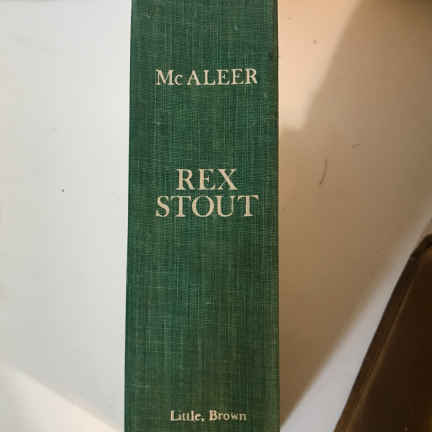 McALEER
REX
STOUT
Little, Brown